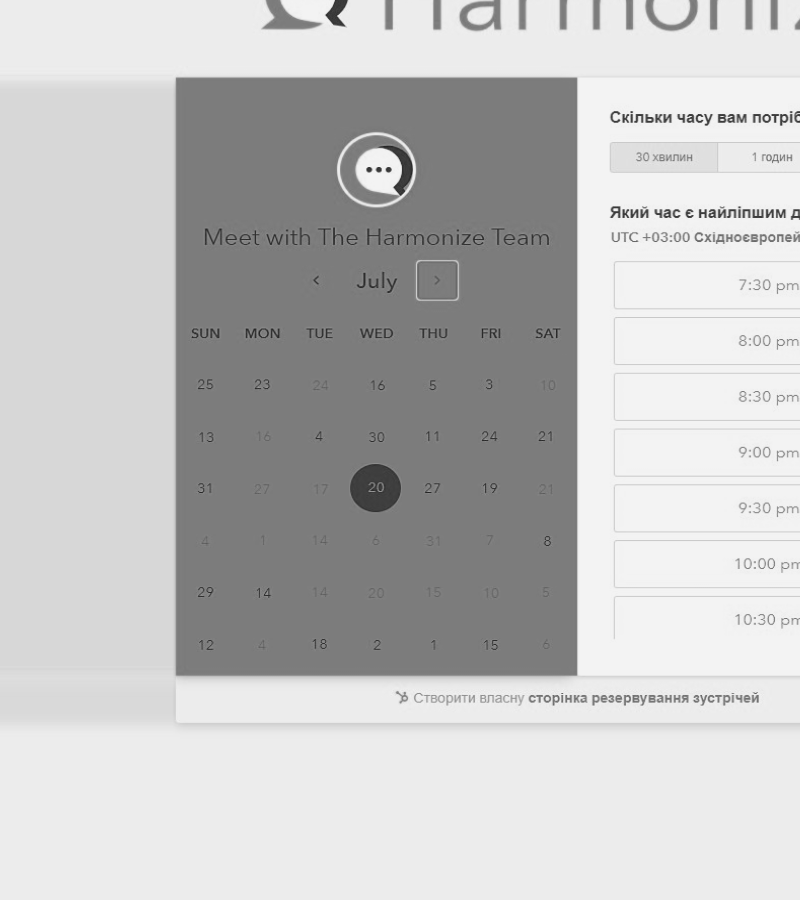 Harmoniz
Meet with The Harmonize Team
July
SUN MON TUE WED THU FRI SAT
25 23 24 16 5 3 10
13 16 4 30 11 24 21
31 27 17 20 27 19 21
4 1 14 6 31 7 8
29 14 14 20 15 10 5
12 4 18 2 1 15 6
Скільки часу вам потріб
30 хвилин 1 годин
Який час є найліпшим д
UTC +03:00 Східноєвропей
7:30 pm
8:00 pm
8:30 pm
9:00 pm
9:30 pm
10:00 pm
10:30 pm
Створити власну сторінка резервування зустрічей